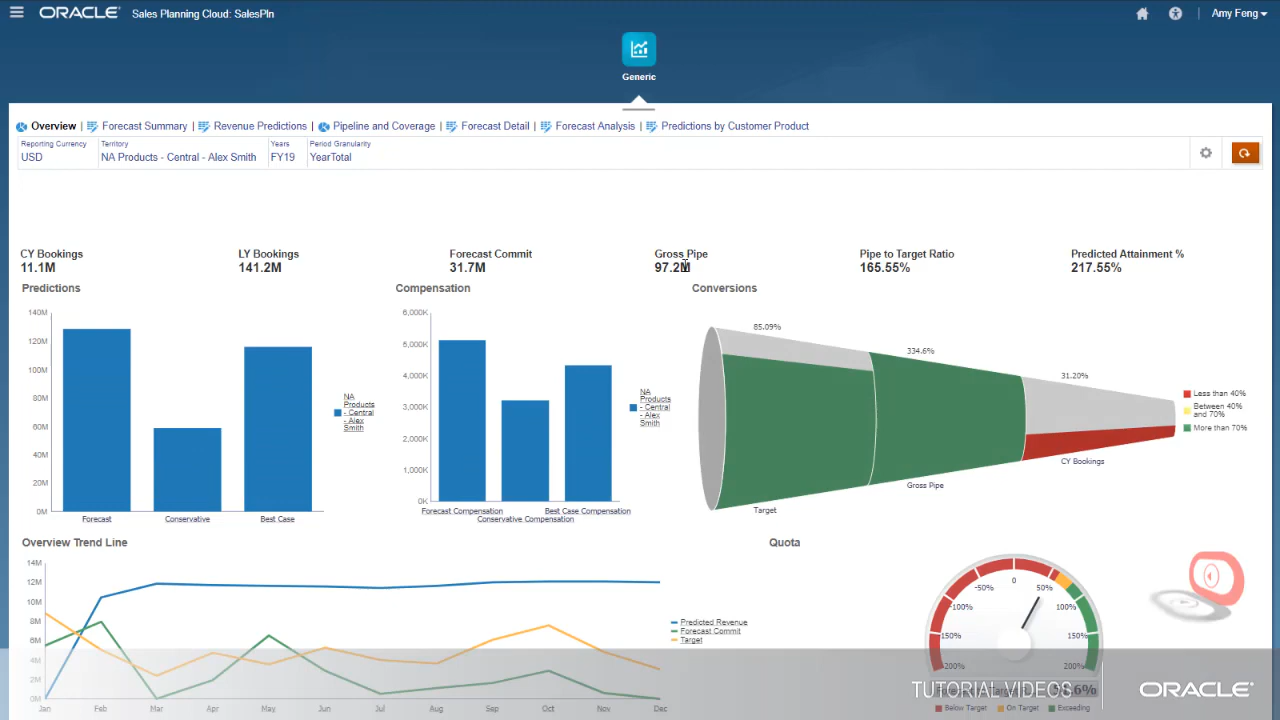 ORACLE® Sales Planning Cloud: SalesPln
Amy Feng
Generic
Overview | Forecast Summary | Revenue Predictions | Pipeline and Coverage | Forecast Detail | Forecast Analysis | Predictions by Customer Product
Reporting Currency Territory Years Period Granularity
USD NA Products - Central - Alex Smith FY19 YearTotal
CY Bookings LY Bookings Forecast Commit Gross Pipe Pipe to Target Ratio Predicted Attainment %
11.1M 141.2M 31.7M 97.2M 165.55% 217.55%
Predictions
140M
120M
100M
80M
60M
40M
20M
0M
Forecast Conservative Best Case
NA
Products
- Central
- Alex
Smith
Compensation
6,000K
5,000K
4,000K
3,000K
2,000K
1,000K
0K
Forecast Compensation Best Case Compensation
Conservative Compensation
NA
Products
- Central
- Alex
Smith
Conversions
85.09%
334.6%
31.20%
CY Bookings
Gross Pipe
Target
Less than 40%
Between 40%
and 70%
More than 70%
Overview Trend Line
14M
12M
10M
8M
6M
4M
2M
0M
Jan Feb Mar Apr May Jun Jul Aug Sep Oct Nov Dec
Predicted Revenue
Forecast Commit
Target
Quota
0
-50% 50%
-100% 100%
150% 150%
200% 200%
TUTORIAL VIDEOS
ORACLE®
Below Target On Target Exceeding